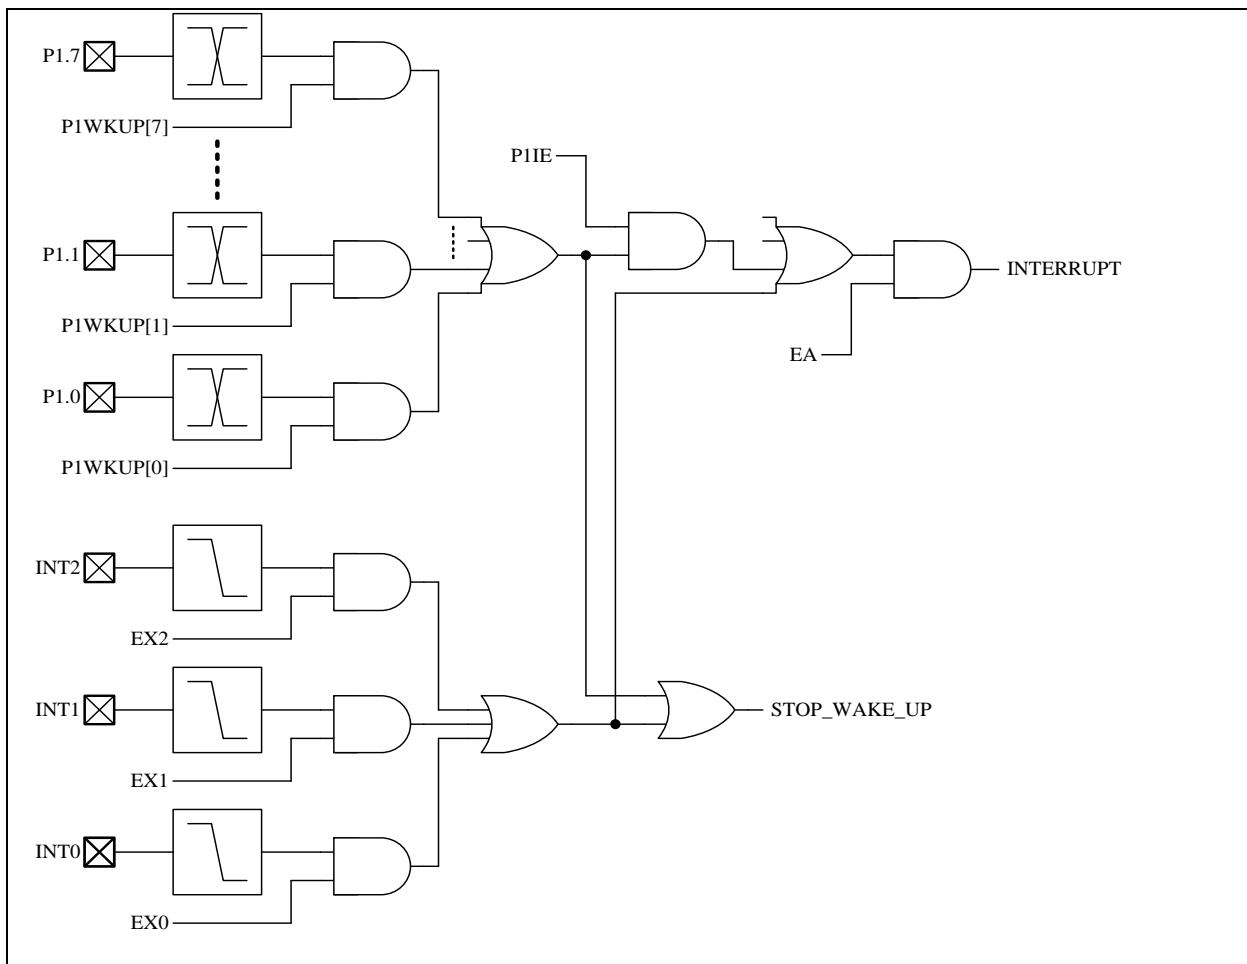 P1.7
P1WKUP[7]
P1IE
P1.1
INTERRUPT
P1WKUP[1]
EA
P1.0
P1WKUP[0]
INT2
EX2
INT1
STOP_WAKE_UP
EX1
INT0
EX0